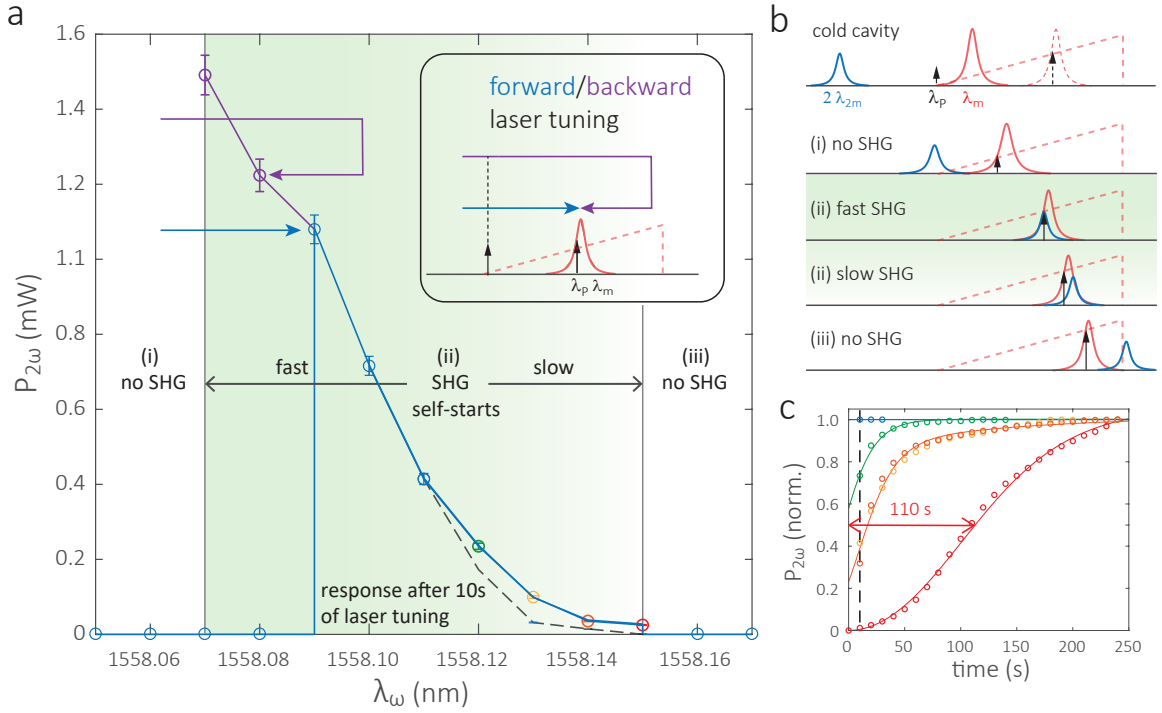 a
1.6
1.4
1.2
1.1
0.8
0.6
0.4
0.2
0
P2ω (mW)
1558.06
1558.08
1558.10
1558.12
1558.14
1558.16
λω (nm)
forward/backward
laser tuning
λP λm
(i)
no SHG
fast
(ii)
SHG
self-starts
slow
(iii)
no SHG
response after 10s
of laser tuning
b
cold cavity
2 λ2m
λP
λm
(i) no SHG
(ii) fast SHG
(ii) slow SHG
(iii) no SHG
c
1.0
0.8
0.6
0.4
0.2
0
P2ω (norm.)
110 s
0
50
100
150
200
250
time (s)